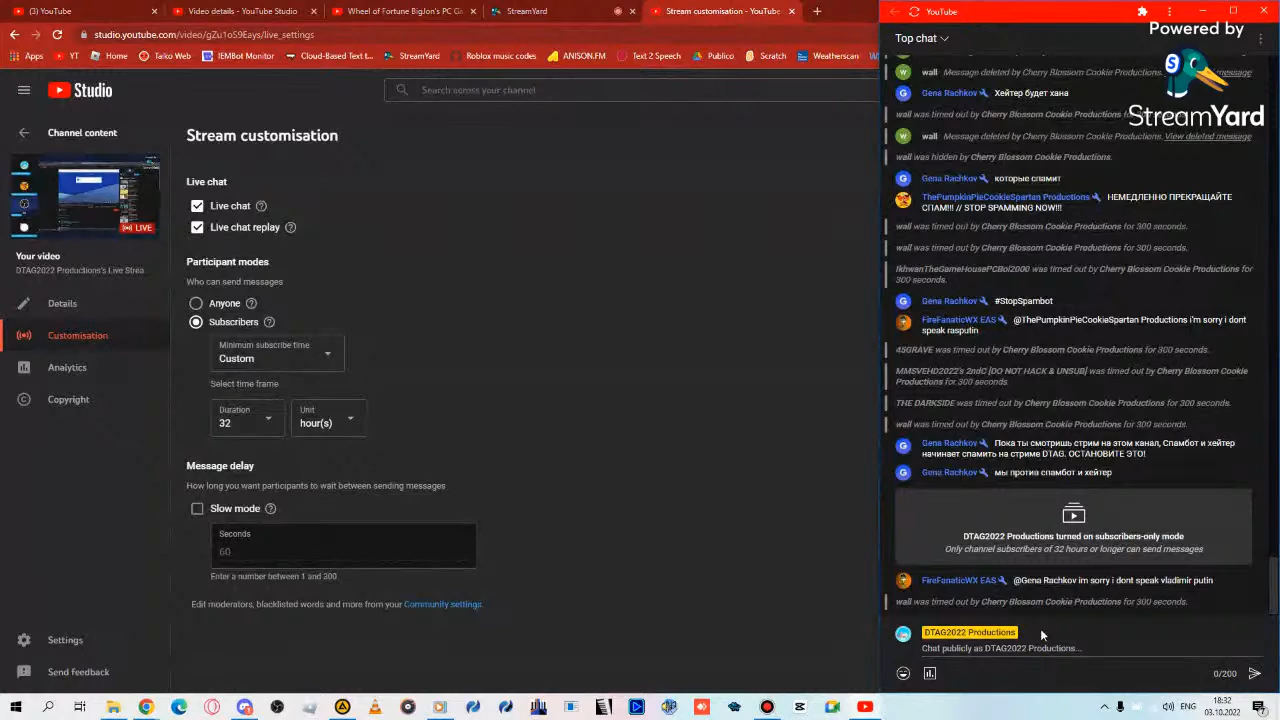 (3) YouTube
Video details - YouTube Studio
Wheel of Fortune BigJon's PC Ga
StreamYard
Stream customisation - YouTube
YouTube
studio.youtube.com/video/gZu1oS9Eays/live_settings
Apps
YT
Home
Taiko Web
IEMBot Monitor
Cloud-Based Text t...
StreamYard
Roblox music codes
ANISON.FM
Text 2 Speech
Publico
Scratch
Weatherscan
Studio
Search across your channel
Channel content
LIVE
Your video
DTAG2022 Productions's Live Strea
Details
Customisation
Analytics
Copyright
Settings
Send feedback
Stream customisation
Live chat
Live chat
Live chat replay
Participant modes
Who can send messages
Anyone
Subscribers
Minimum subscribe time
Custom
Select time frame
Duration
32
Unit
hour(s)
Message delay
How long you want participants to wait between sending messages
Slow mode
Seconds
60
Enter a number between 1 and 300
Edit moderators, blacklisted words and more from your Community settings.
Top chat
Powered by
StreamYard
wall Message deleted by Cherry Blossom Cookie Productions. message
Gena Rachkov Хейтер будет хана
wall was timed out by Cherry Blossom Cookie Productions
wall Message deleted by Cherry Blossom Cookie Productions. View deleted message
wall was hidden by Cherry Blossom Cookie Productions.
Gena Rachkov которые спамит
ThePumpkinPieCookieSpartan Productions НЕМЕДЛЕННО ПРЕКРАЩАЙТЕ
СПАМ!!! // STOP SPAMMING NOW!!!
wall was timed out by Cherry Blossom Cookie Productions for 300 seconds.
wall was timed out by Cherry Blossom Cookie Productions for 300 seconds.
IkhwanTheGameHousePCBoi2000 was timed out by Cherry Blossom Cookie Productions for
300 seconds.
Gena Rachkov #StopSpambot
FireFanaticWX EAS @ThePumpkinPieCookieSpartan Productions i'm sorry i dont
speak rasputin
45GRAVE was timed out by Cherry Blossom Cookie Productions for 300 seconds.
MMSVEHD2022's 2ndC [DO NOT HACK & UNSUB] was timed out by Cherry Blossom Cookie
Productions for 300 seconds.
THE DARKSIDE was timed out by Cherry Blossom Cookie Productions for 300 seconds.
wall was timed out by Cherry Blossom Cookie Productions for 300 seconds.
Gena Rachkov Пока ты смотришь стрим на этом канал, Спамбот и хейтер
начинает спамить на стриме DTAG. ОСТАНОВИТЕ ЭТО!
Gena Rachkov мы против спамбот и хейтер
DTAG2022 Productions turned on subscribers-only mode
Only channel subscribers of 32 hours or longer can send messages
FireFanaticWX EAS @Gena Rachkov im sorry i dont speak vladimir putin
wall was timed out by Cherry Blossom Cookie Productions for 300 seconds.
DTAG2022 Productions
Chat publicly as DTAG2022 Productions...
0/200
18:22
03.10.2022